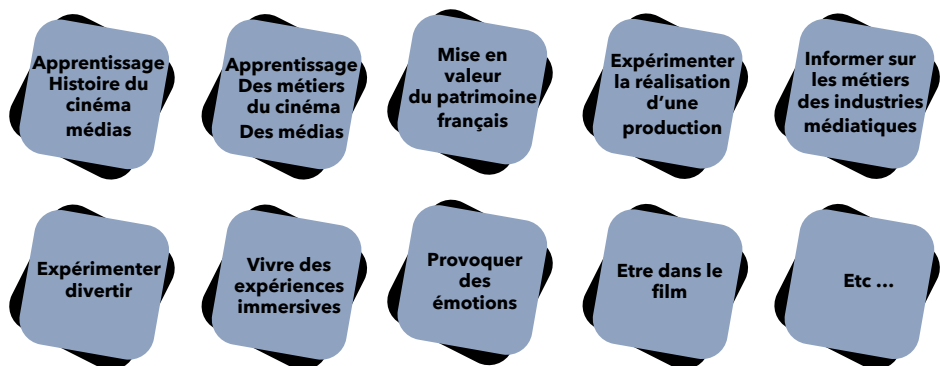 Apprentissage
Histoire du
cinéma
médias
Apprentissage
Des métiers
du cinéma
Des médias
Mise en
valeur
du patrimoine
français
Expérimenter
la réalisation
d’une
production
Informer sur
les métiers
des industries
médiatiques
Expérimenter
divertir
Vivre des
expériences
immersives
Provoquer
des
émotions
Etre dans le
film
Etc ...